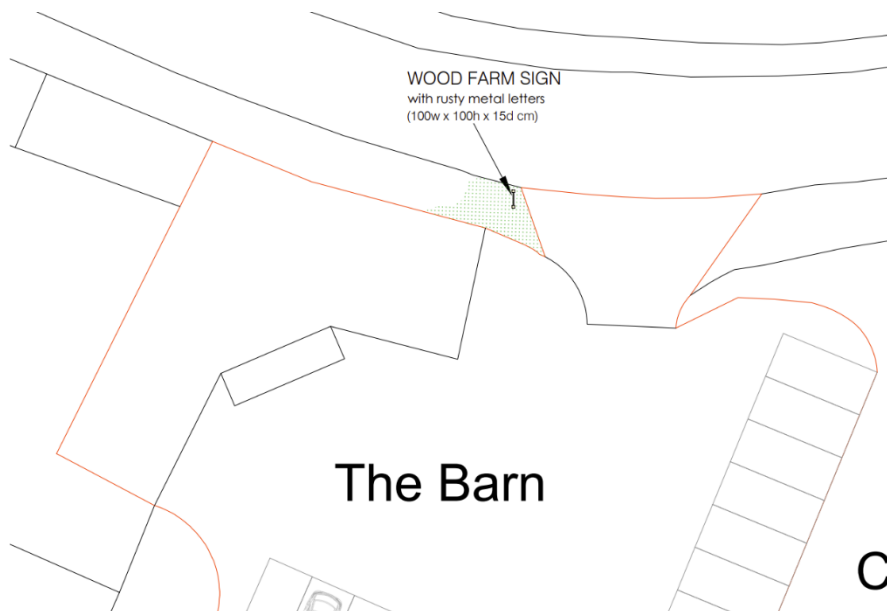 WOOD FARM SIGN
with rusty metal letters
(100w x 100h x 15d cm)
The Barn
C